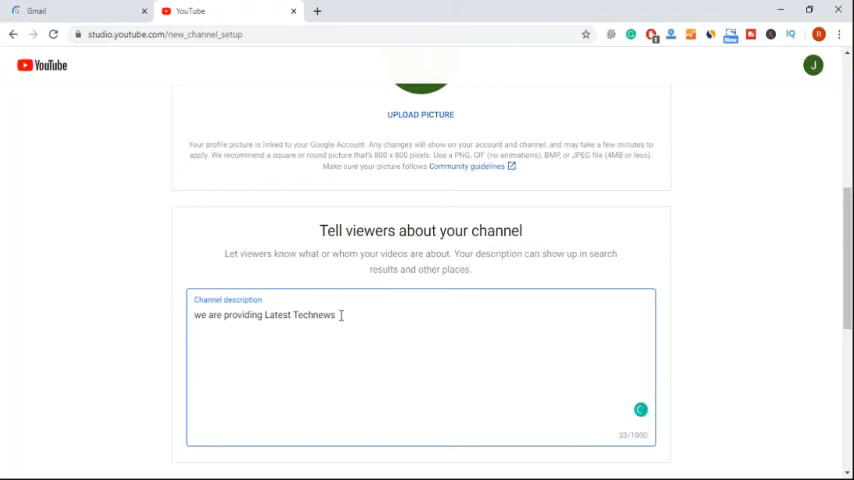 Gmail
YouTube
studio.youtube.com/new_channel_setup
1
New
IQ
R
YouTube
J
UPLOAD PICTURE
Your profile picture is linked to your Google Account. Any changes will show on your account and channel, and may take a few minutes to
apply. We recommend a square or round picture that's 800 x 800 pixels. Use a PNG, GIF (no animations), BMP, or JPEG file (4MB or less).
Make sure your picture follows Community guidelines
Tell viewers about your channel
Let viewers know what or whom your videos are about. Your description can show up in search
results and other places.
Channel description
we are providing Latest Technews
33/1000